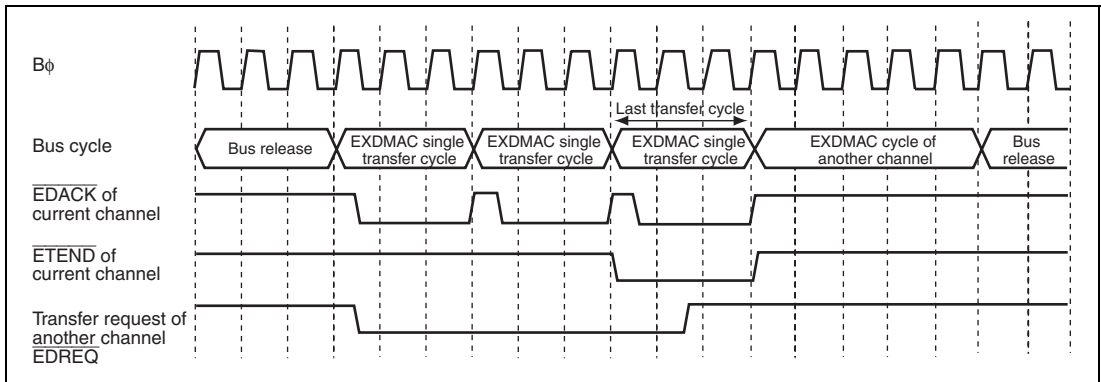 Bφ
Last transfer cycle
Bus cycle
Bus release
EXDMAC single
transfer cycle
EXDMAC single
transfer cycle
EXDMAC single
transfer cycle
EXDMAC cycle of
another channel
Bus
release
EDACK of
current channel
ETEND of
current channel
Transfer request of
another channel
EDREQ